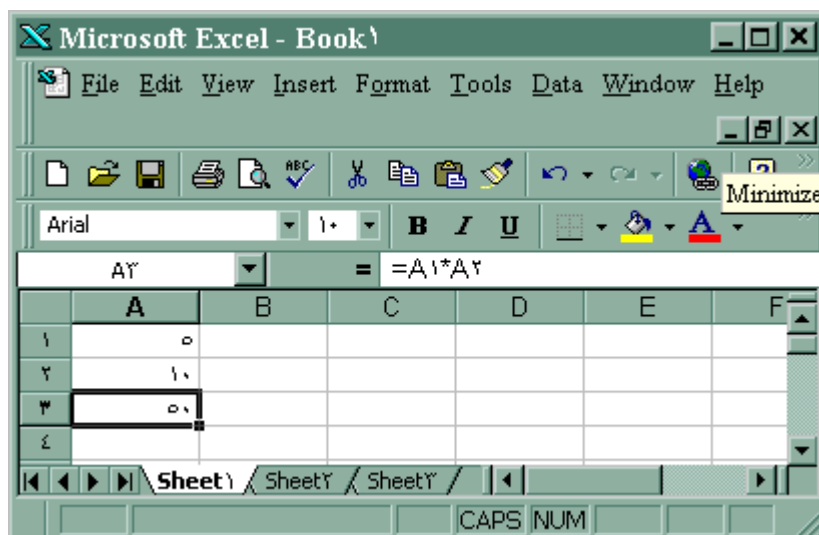 Microsoft Excel - Book١
File Edit View Insert Format Tools Data Window Help
ABC
Minimize
Arial ١٠ B I U A
A٣ = =A١*A٢
A B C D E F
١ ٥
٢ ١٠
٣ ٥٠
٤
Sheet١ Sheet٢ Sheet٣
CAPS NUM